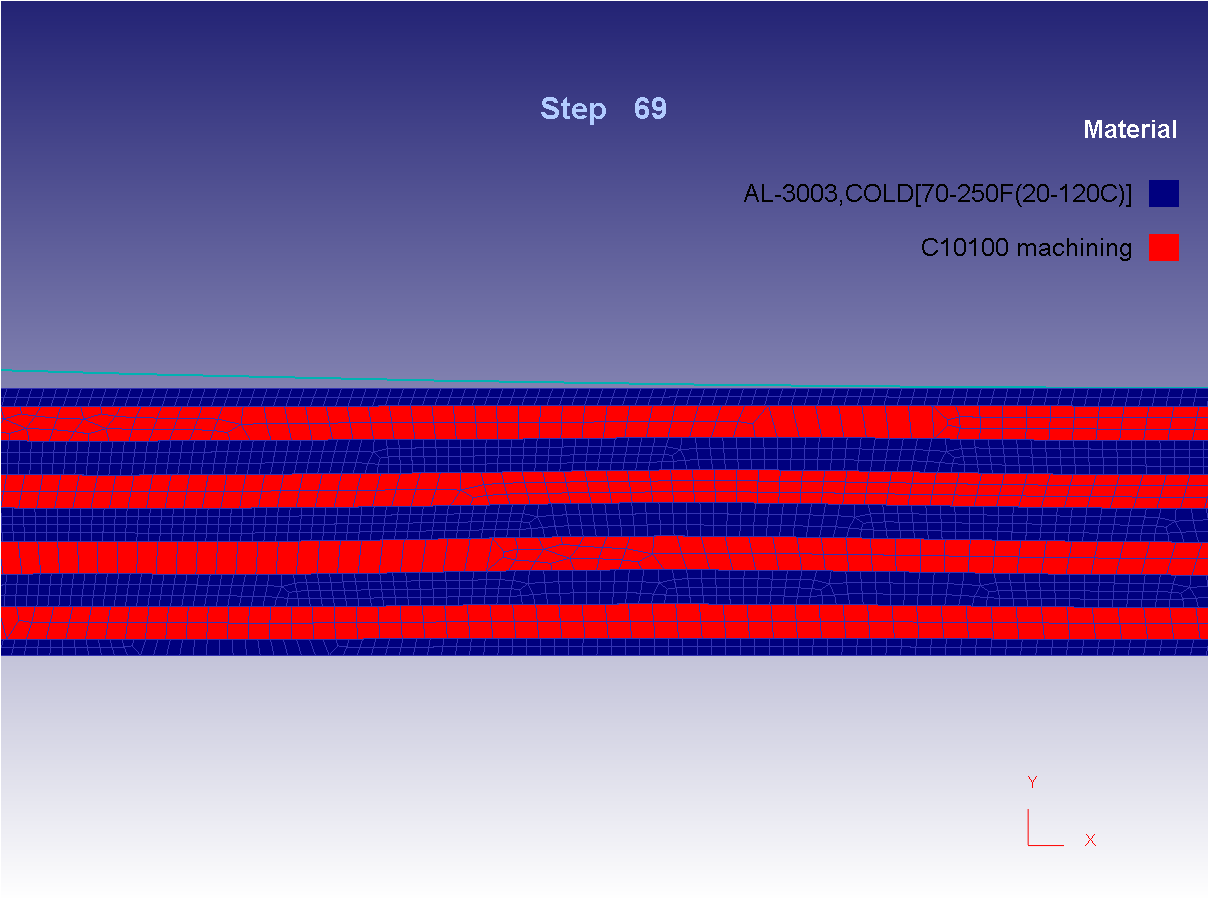 Step 69
Material
AL-3003,COLD[70-250F(20-120C)]
C10100 machining
Y
X